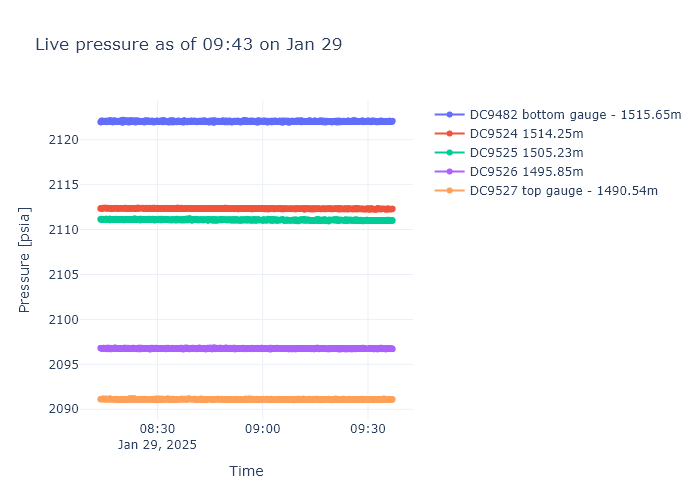 Live pressure as of 09:43 on Jan 29
DC9482 bottom gauge - 1515.65m
DC9524 1514.25m
DC9525 1505.23m
DC9526 1495.85m
DC9527 top gauge - 1490.54m
Pressure [psia]
2120
2115
2110
2105
2100
2095
2090
08:30
09:00
09:30
Jan 29, 2025
Time